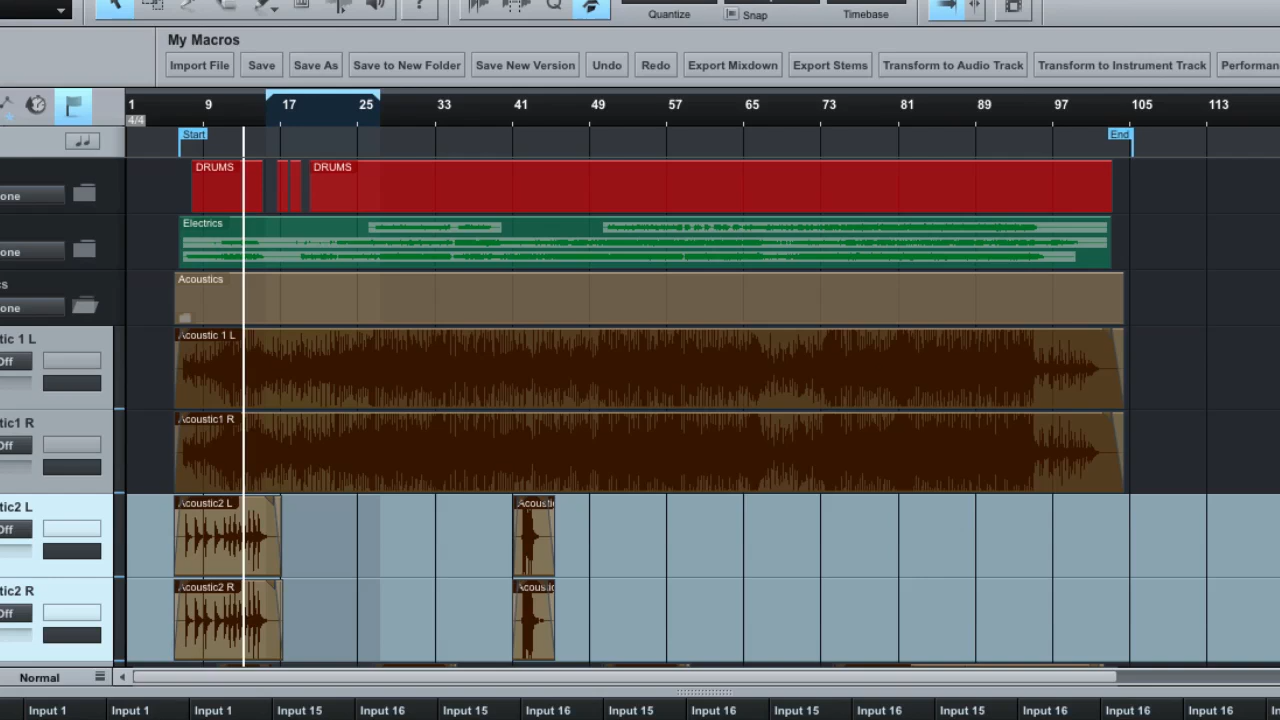 Quantize Snap Timebase
My Macros
Import File Save Save As Save to New Folder Save New Version Undo Redo Export Mixdown Export Stems Transform to Audio Track Transform to Instrument Track Performan
1 9 17 25 33 41 49 57 65 73 81 89 97 105 113
4/4
Start End
DRUMS DRUMS
one
Electrics
one
Acoustics
s
one
Acoustic 1 L
tic 1 L
Off
Acoustic1 R
tic1 R
Off
Acoustic2 L Acousti
tic2 L
Off
Acoustic2 R Acoustic
tic2 R
Off
Normal
Input 1 Input 1 Input 1 Input 15 Input 16 Input 15 Input 16 Input 15 Input 16 Input 15 Input 16 Input 15 Input 16 Input 16 Input 16